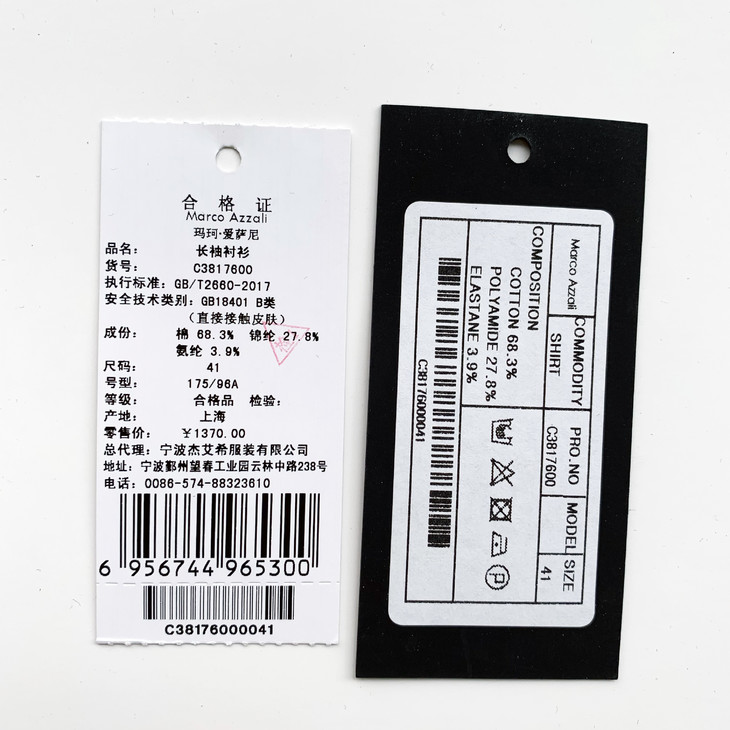 合格证
Marco Azzali
玛珂·爱萨尼
品名： 长袖衬衫
货号： C3817600
执行标准：GB/T2660-2017
安全技术类别：GB18401 B类
（直接接触皮肤）
成份： 棉 68.3% 锦纶 27.8%
氨纶 3.9%
尺码： 41
号型： 175/96A
等级： 合格品 检验：
产地： 上海
零售价： ￥1370.00
总代理：宁波杰艾希服装有限公司
地址：宁波鄞州望春工业园云林中路238号
电话：0086-574-88323610
6 956744 965300
C38176000041
Marco Azzali
COMMODITY
SHIRT
PRO.NO
C3817600
MODEL
SIZE
41
COMPOSITION
COTTON 68.3%
POLYAMIDE 27.8%
ELASTANE 3.9%
P
C38176000041